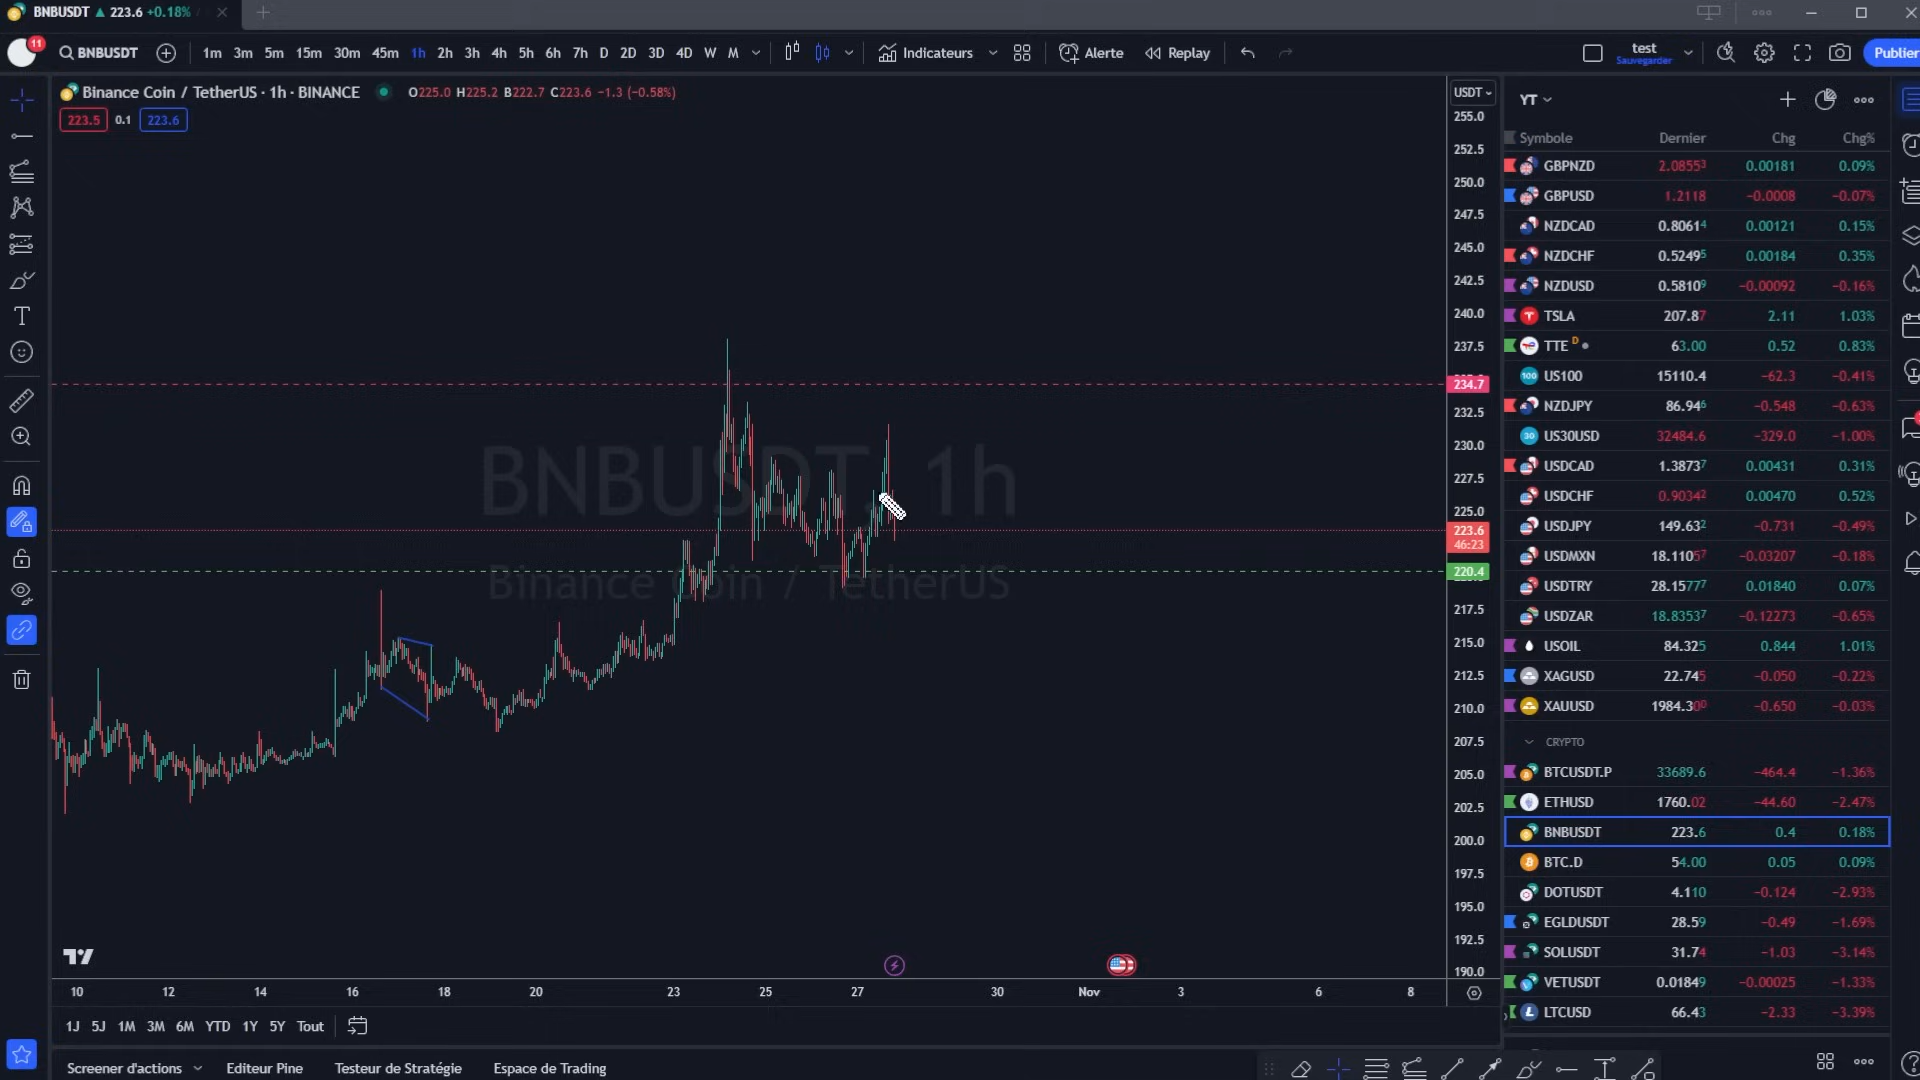 BNBUSDT ▲ 223.6 +0.18% /
11
BNBUSDT
1m 3m 5m 15m 30m 45m 1h 2h 3h 4h 5h 6h 7h D 2D 3D 4D W M
Indicateurs
Alerte
Replay
test
Sauvegarder
Publier
Binance Coin / TetherUS · 1h · BINANCE
O225.0 H225.2 B222.7 C223.6 −1.3 (−0.58%)
223.5 0.1 223.6
BNBUSDT, 1h
Binance Coin / TetherUS
USDT
255.0
252.5
250.0
247.5
245.0
242.5
240.0
237.5
234.7
232.5
230.0
227.5
225.0
223.6
46:23
220.4
217.5
215.0
212.5
210.0
207.5
205.0
202.5
200.0
197.5
195.0
192.5
190.0
10 12 14 16 18 20 23 25 27 30 Nov 3 6 8
1J 5J 1M 3M 6M YTD 1Y 5Y Tout
Screener d'actions Editeur Pine Testeur de Stratégie Espace de Trading
YT
Symbole Dernier Chg Chg%
GBPNZD 2.08553 0.00181 0.09%
GBPUSD 1.2118 −0.0008 −0.07%
NZDCAD 0.80614 0.00121 0.15%
NZDCHF 0.52495 0.00184 0.35%
NZDUSD 0.58109 −0.00092 −0.16%
TSLA 207.87 2.11 1.03%
TTE D 63.00 0.52 0.83%
100 US100 15110.4 −62.3 −0.41%
NZDJPY 86.946 −0.548 −0.63%
30 US30USD 32484.6 −329.0 −1.00%
USDCAD 1.38737 0.00431 0.31%
USDCHF 0.90342 0.00470 0.52%
USDJPY 149.632 −0.731 −0.49%
USDMXN 18.11057 −0.03207 −0.18%
USDTRY 28.15777 0.01840 0.07%
USDZAR 18.83537 −0.12273 −0.65%
USOIL 84.325 0.844 1.01%
XAGUSD 22.745 −0.050 −0.22%
XAUUSD 1984.300 −0.650 −0.03%
CRYPTO
BTCUSDT.P 33689.6 −464.4 −1.36%
ETHUSD 1760.02 −44.60 −2.47%
BNBUSDT 223.6 0.4 0.18%
BTC.D 54.00 0.05 0.09%
DOTUSDT 4.110 −0.124 −2.93%
EGLDUSDT 28.59 −0.49 −1.69%
SOLUSDT 31.74 −1.03 −3.14%
VETUSDT 0.01849 −0.00025 −1.33%
LTCUSD 66.43 −2.33 −3.39%